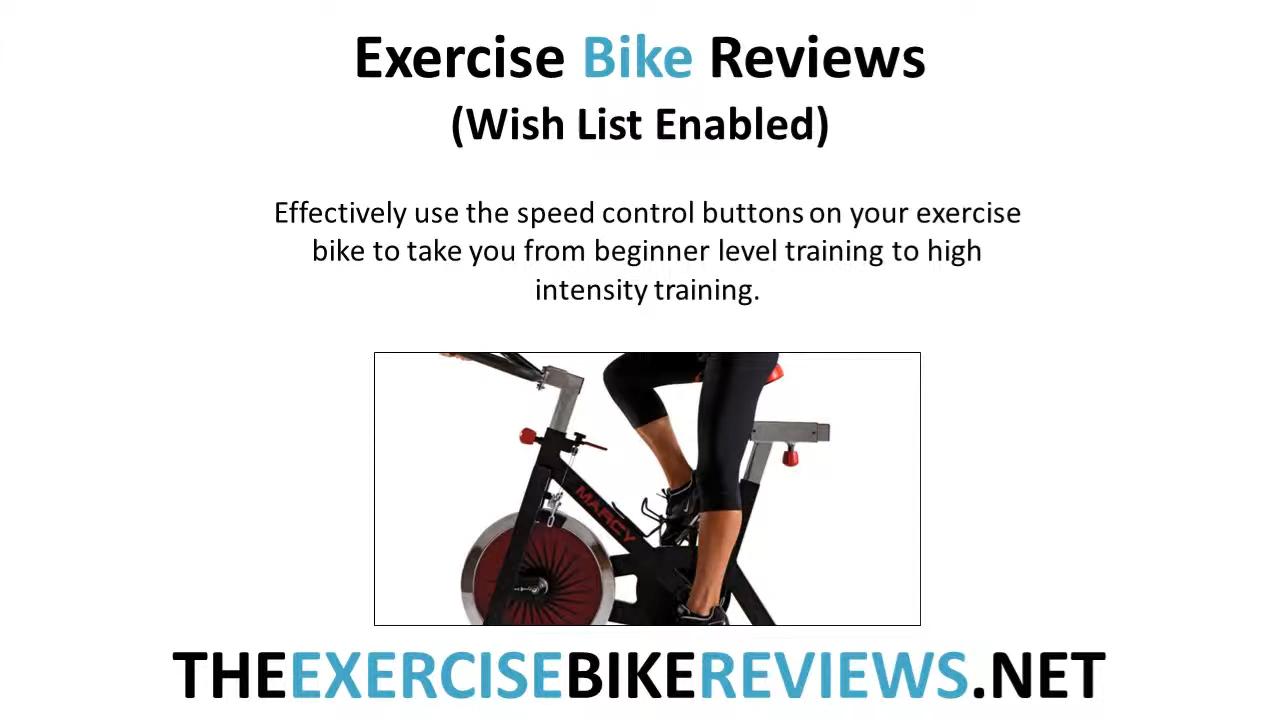 Exercise Bike Reviews
(Wish List Enabled)
Effectively use the speed control buttons on your exercise
bike to take you from beginner level training to high
intensity training.
MARCY
THEEXERCISEBIKEREVIEWS.NET